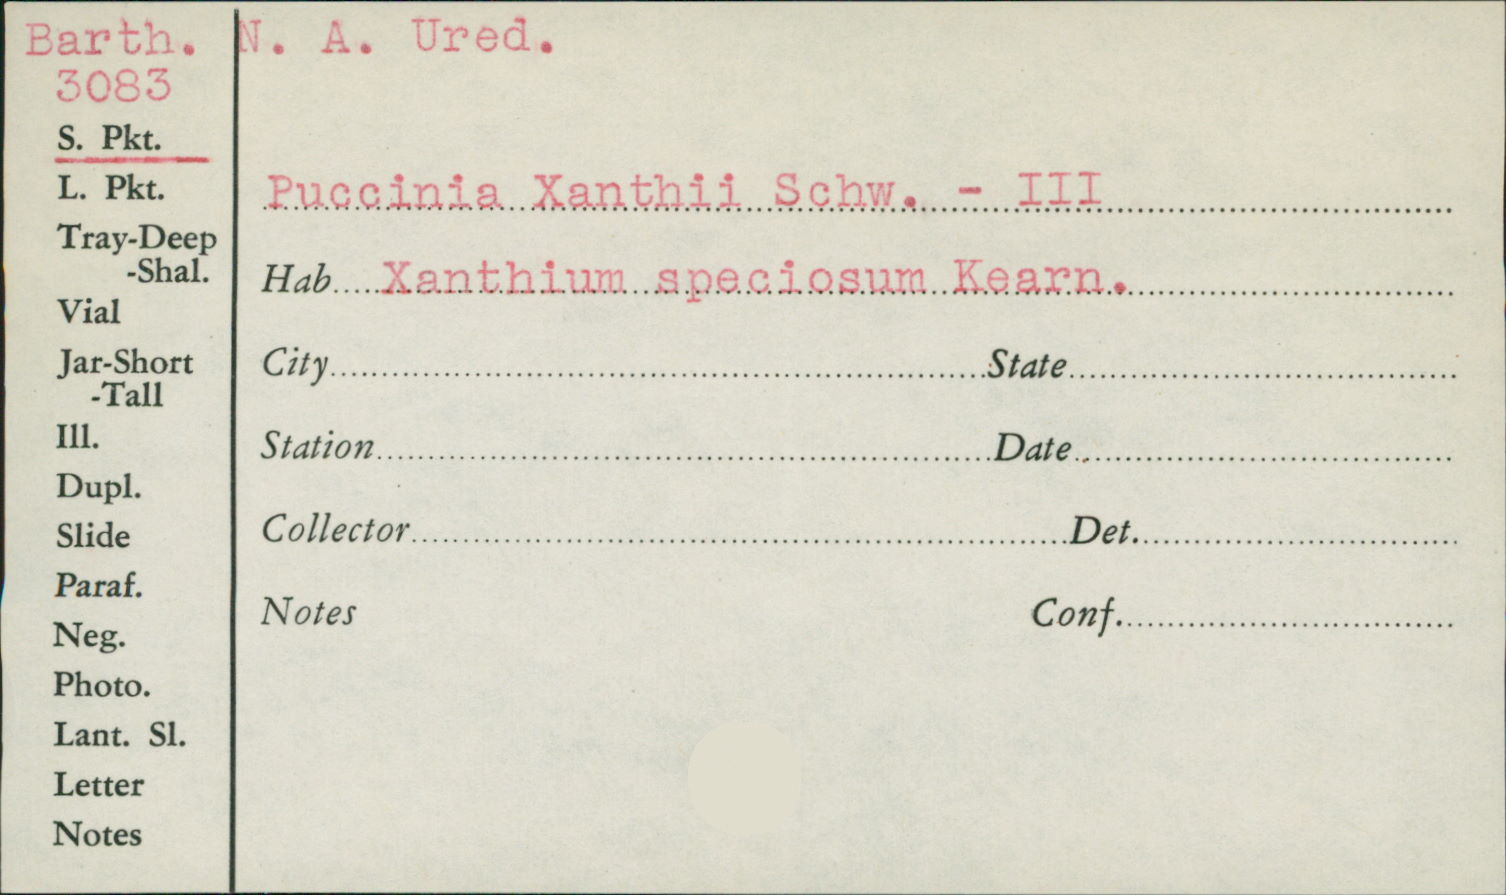 Barth. N. A. Ured.
3083
S. Pkt.
L. Pkt.
Tray-Deep
-Shal.
Vial
Jar-Short
-Tall
Ill.
Dupl.
Slide
Paraf.
Neg.
Photo.
Lant. Sl.
Letter
Notes
Puccinia Xanthii Schw. - III
Hab Xanthium speciosum Kearn.
City State
Station Date
Collector Det.
Notes Conf.